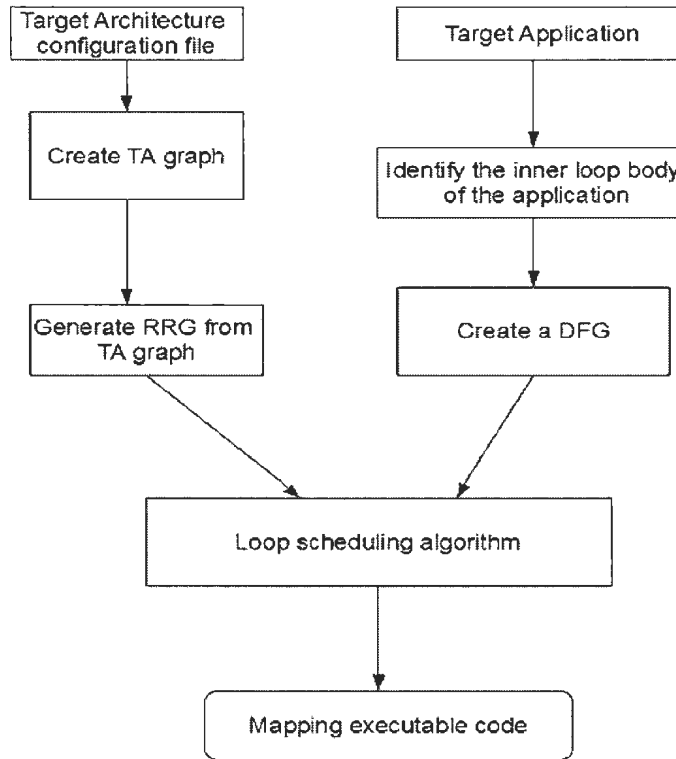 Target Architecture
configuration file
Create TA graph
Generate RRG from
TA graph
Target Application
Identify the inner loop body
of the application
Create a DFG
Loop scheduling algorithm
Mapping executable code